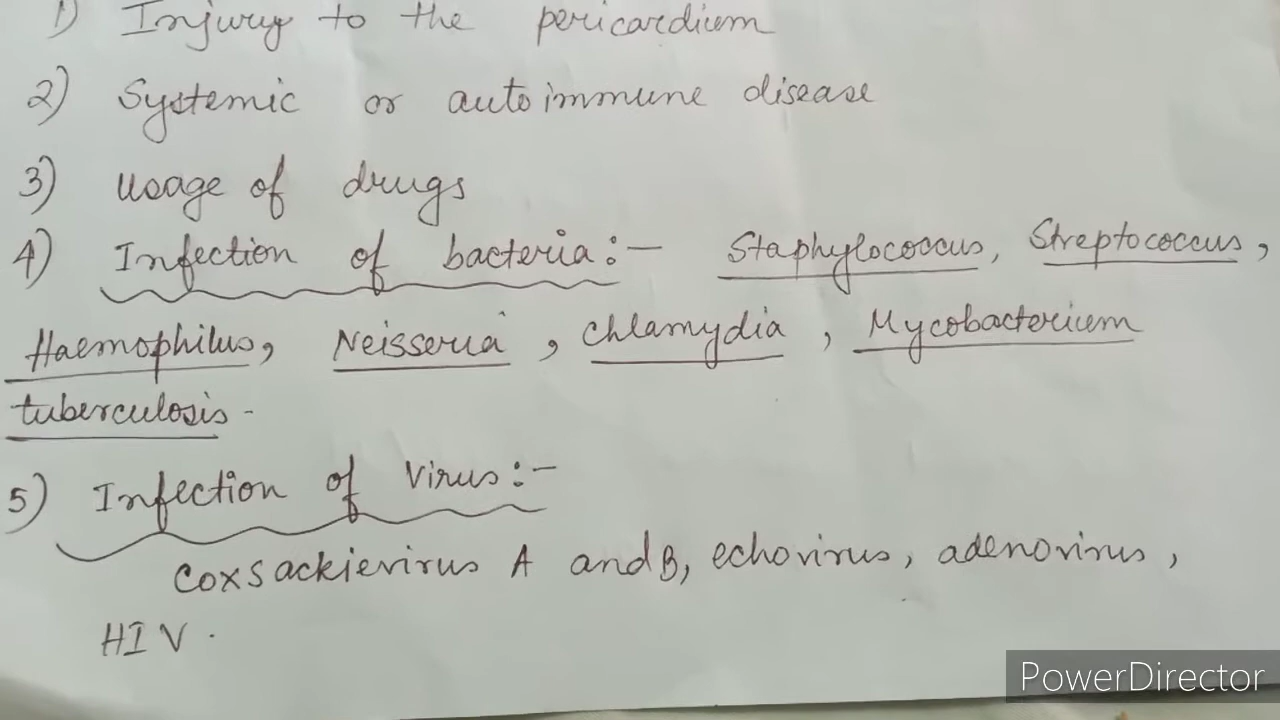 1) Injury to the pericardium
2) Systemic or autoimmune disease
3) usage of drugs
4) Infection of bacteria:- Staphylococcus, Streptococcus,
Haemophilus, Neisseria, Chlamydia, Mycobacterium
tuberculosis-
5) Infection of Virus:-
Coxsackievirus A and B, echovirus, adenovirus,
HIV.
PowerDirector